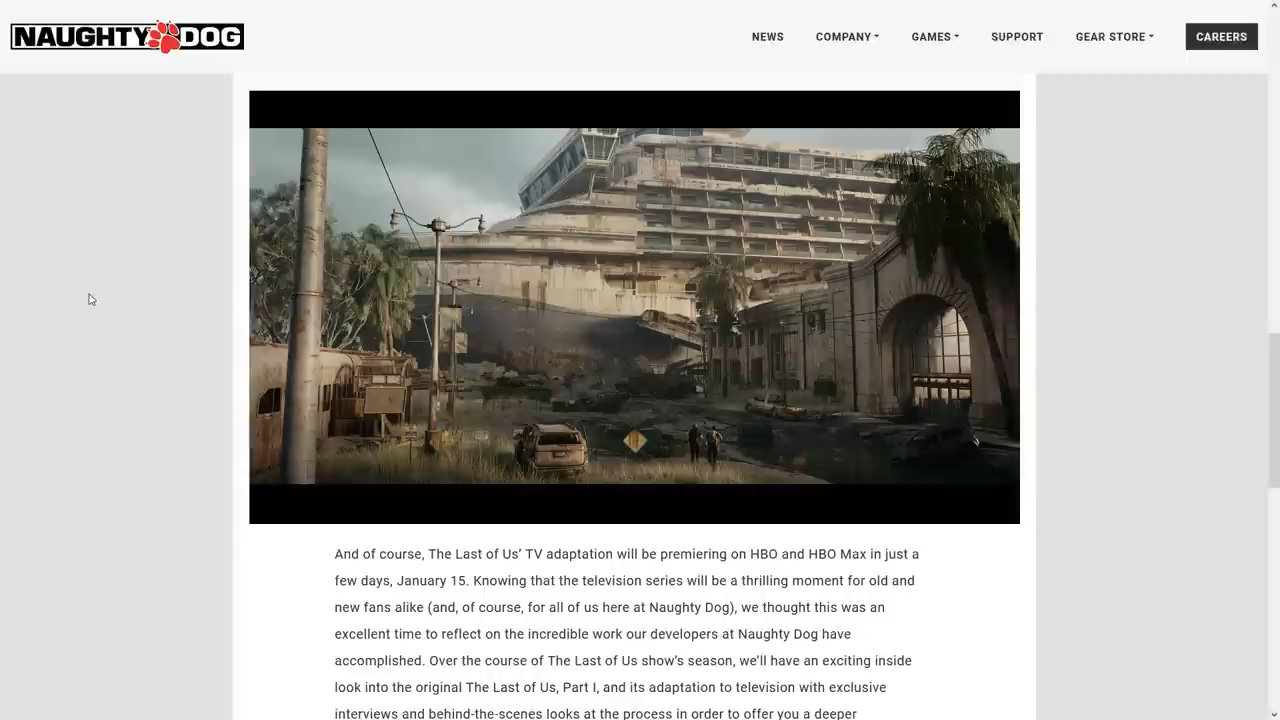 NAUGHTY DOG
NEWS COMPANY GAMES SUPPORT GEAR STORE CAREERS
And of course, The Last of Us’ TV adaptation will be premiering on HBO and HBO Max in just a
few days, January 15. Knowing that the television series will be a thrilling moment for old and
new fans alike (and, of course, for all of us here at Naughty Dog), we thought this was an
excellent time to reflect on the incredible work our developers at Naughty Dog have
accomplished. Over the course of The Last of Us show’s season, we’ll have an exciting inside
look into the original The Last of Us, Part I, and its adaptation to television with exclusive
interviews and behind-the-scenes looks at the process in order to offer you a deeper